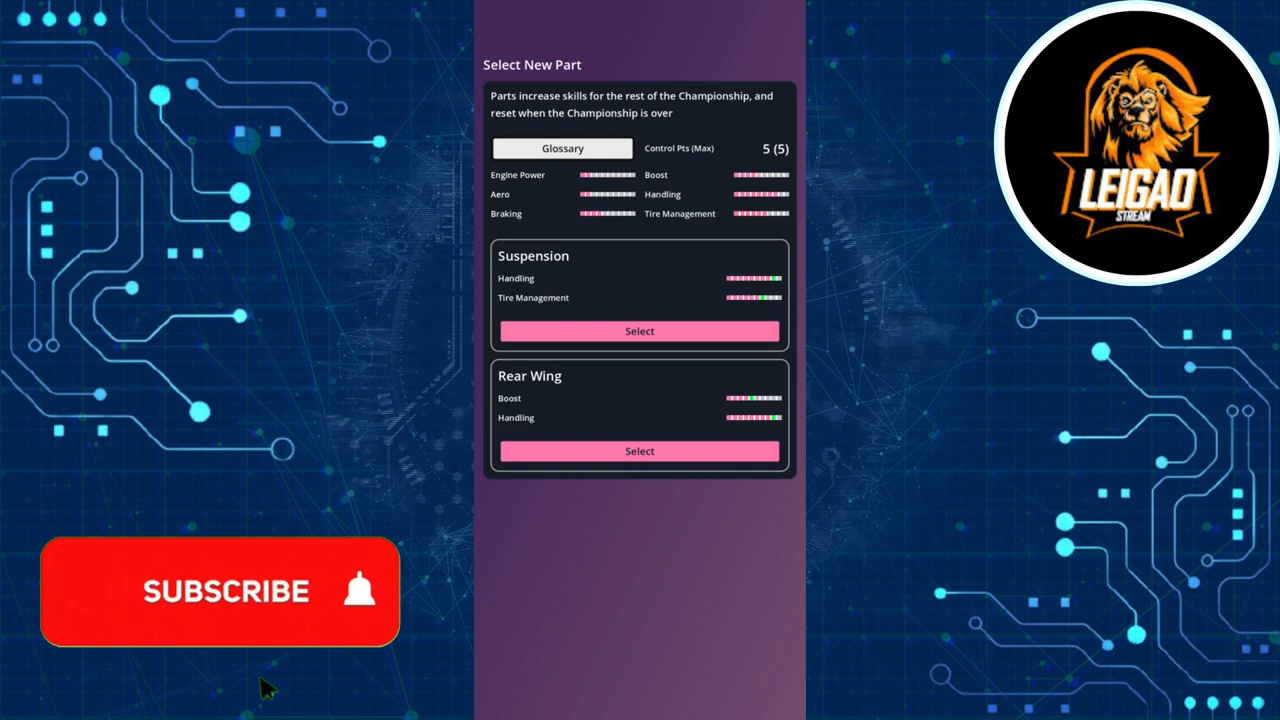 Select New Part
Parts increase skills for the rest of the Championship, and
reset when the Championship is over
Glossary
Control Pts (Max)
5 (5)
Engine Power
Boost
Aero
Handling
Braking
Tire Management
Suspension
Handling
Tire Management
Select
Rear Wing
Boost
Handling
Select
LEIGAO
STREAM
SUBSCRIBE